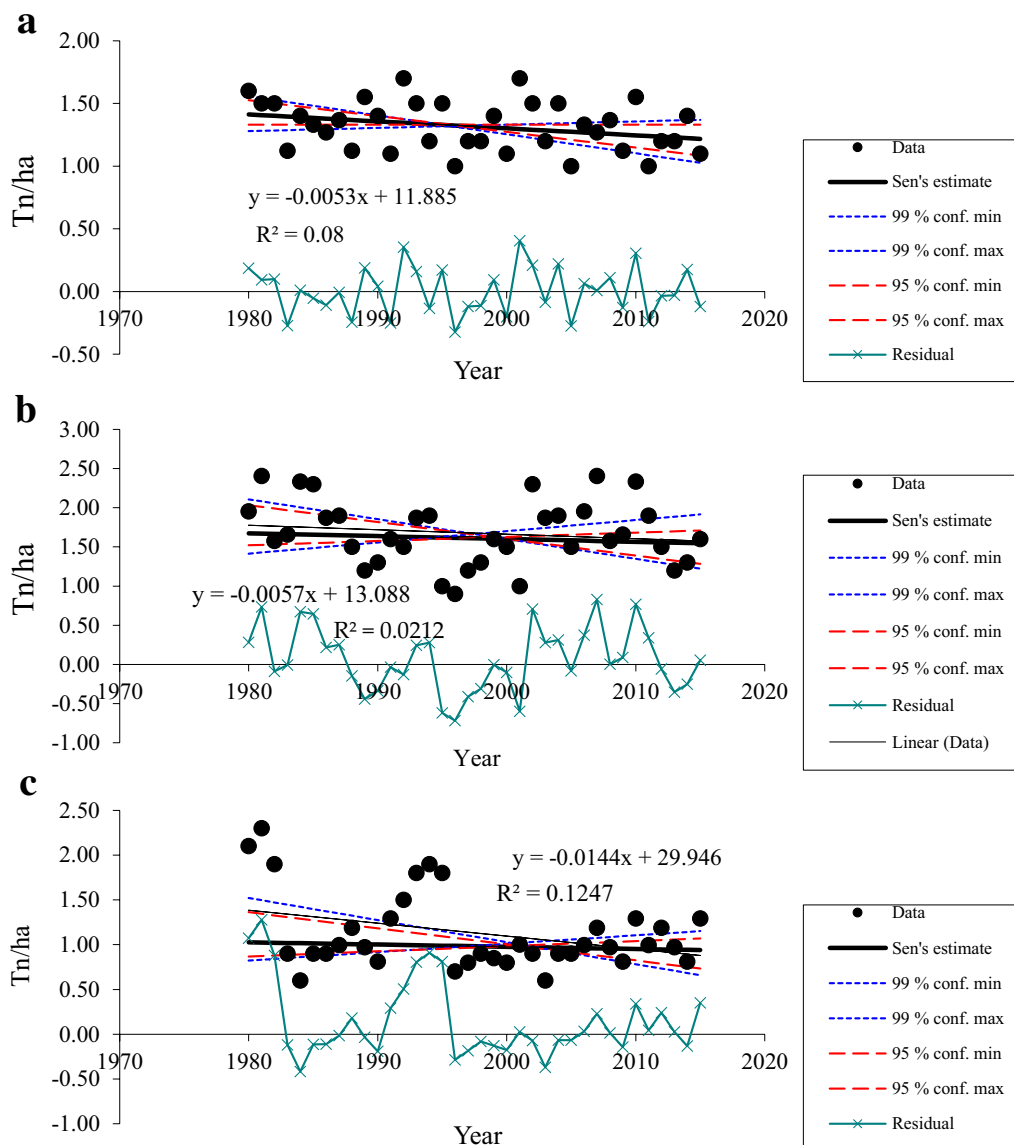 a
2.00
1.50
1.00
0.50
0.00
-0.50
Tn/ha
y = -0.0053x + 11.885
R² = 0.08
1970
1980
1990
2000
2010
2020
Year
Data
Sen's estimate
99 % conf. min
99 % conf. max
95 % conf. min
95 % conf. max
Residual
b
3.00
2.50
2.00
1.50
1.00
0.50
0.00
-0.50
-1.00
Tn/ha
y = -0.0057x + 13.088
R² = 0.0212
1970
1980
1990
2000
2010
2020
Year
Data
Sen's estimate
99 % conf. min
99 % conf. max
95 % conf. min
95 % conf. max
Residual
Linear (Data)
c
2.50
2.00
1.50
1.00
0.50
0.00
-0.50
-1.00
Tn/ha
y = -0.0144x + 29.946
R² = 0.1247
1970
1980
1990
2000
2010
2020
Year
Data
Sen's estimate
99 % conf. min
99 % conf. max
95 % conf. min
95 % conf. max
Residual